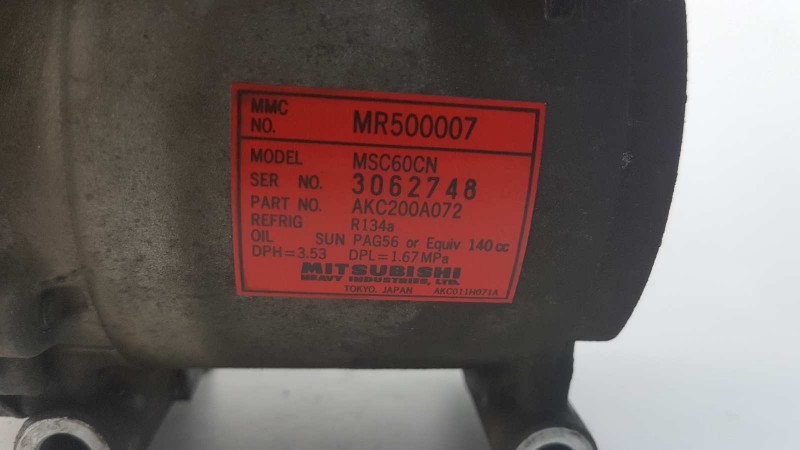 MMC NO. MR500007
MODEL MSC60CN
SER NO. 3062748
PART NO. AKC200A072
REFRIG R134a
OIL SUN PAG56 or Equiv 140 cc
DPH=3.53 DPL=1.67MPa
MITSUBISHI
HEAVY INDUSTRIES, LTD.
TOKYO, JAPAN AKC011H071A